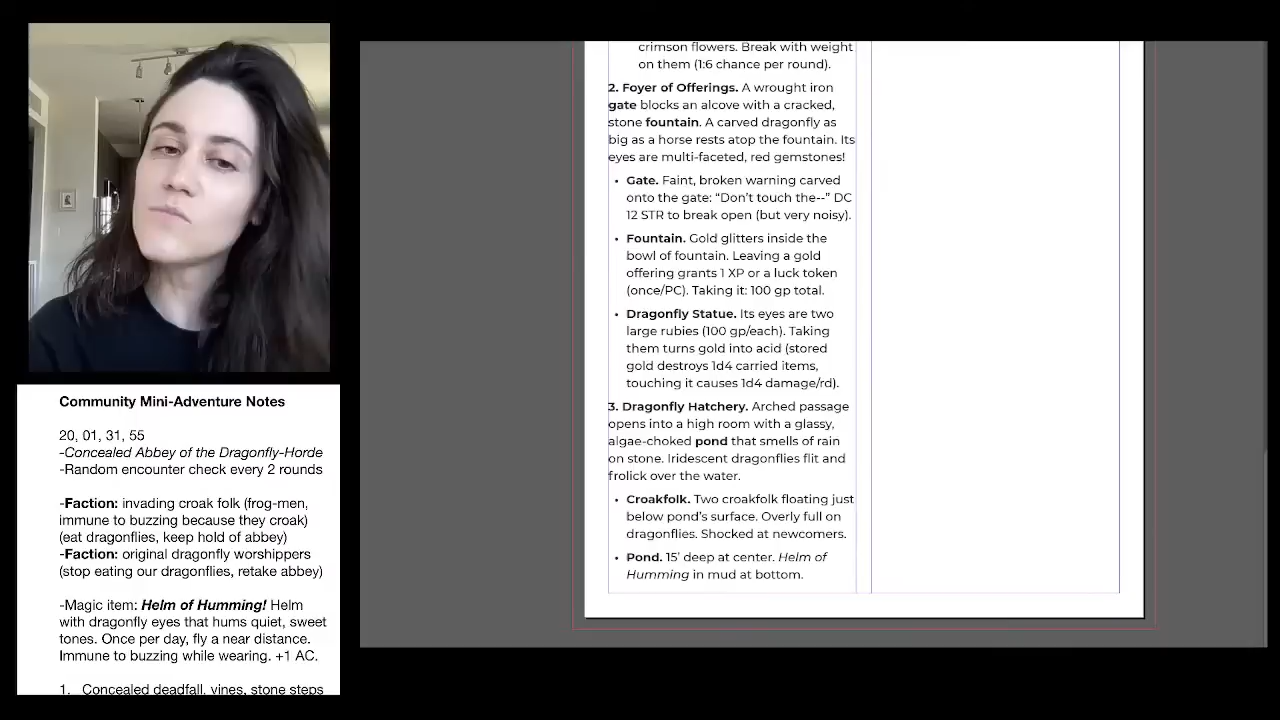 Community Mini-Adventure Notes
20, 01, 31, 55
-Concealed Abbey of the Dragonfly-Horde
-Random encounter check every 2 rounds
-Faction: invading croak folk (frog-men,
immune to buzzing because they croak)
(eat dragonflies, keep hold of abbey)
-Faction: original dragonfly worshippers
(stop eating our dragonflies, retake abbey)
-Magic item: Helm of Humming! Helm
with dragonfly eyes that hums quiet, sweet
tones. Once per day, fly a near distance.
Immune to buzzing while wearing. +1 AC.
1. Concealed deadfall, vines, stone steps
crimson flowers. Break with weight
on them (1:6 chance per round).
2. Foyer of Offerings. A wrought iron
gate blocks an alcove with a cracked,
stone fountain. A carved dragonfly as
big as a horse rests atop the fountain. Its
eyes are multi-faceted, red gemstones!
• Gate. Faint, broken warning carved
onto the gate: “Don’t touch the--” DC
12 STR to break open (but very noisy).
• Fountain. Gold glitters inside the
bowl of fountain. Leaving a gold
offering grants 1 XP or a luck token
(once/PC). Taking it: 100 gp total.
• Dragonfly Statue. Its eyes are two
large rubies (100 gp/each). Taking
them turns gold into acid (stored
gold destroys 1d4 carried items,
touching it causes 1d4 damage/rd).
3. Dragonfly Hatchery. Arched passage
opens into a high room with a glassy,
algae-choked pond that smells of rain
on stone. Iridescent dragonflies flit and
frolick over the water.
• Croakfolk. Two croakfolk floating just
below pond’s surface. Overly full on
dragonflies. Shocked at newcomers.
• Pond. 15’ deep at center. Helm of
Humming in mud at bottom.